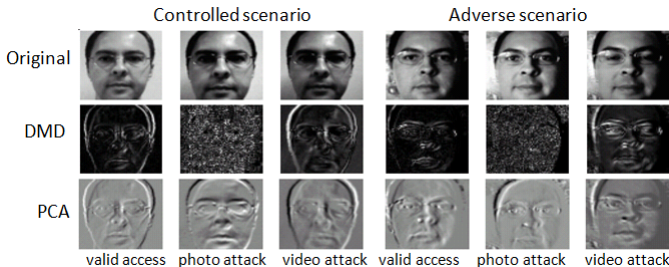 Controlled scenario Adverse scenario
Original
DMD
PCA
valid access photo attack video attack valid access photo attack video attack